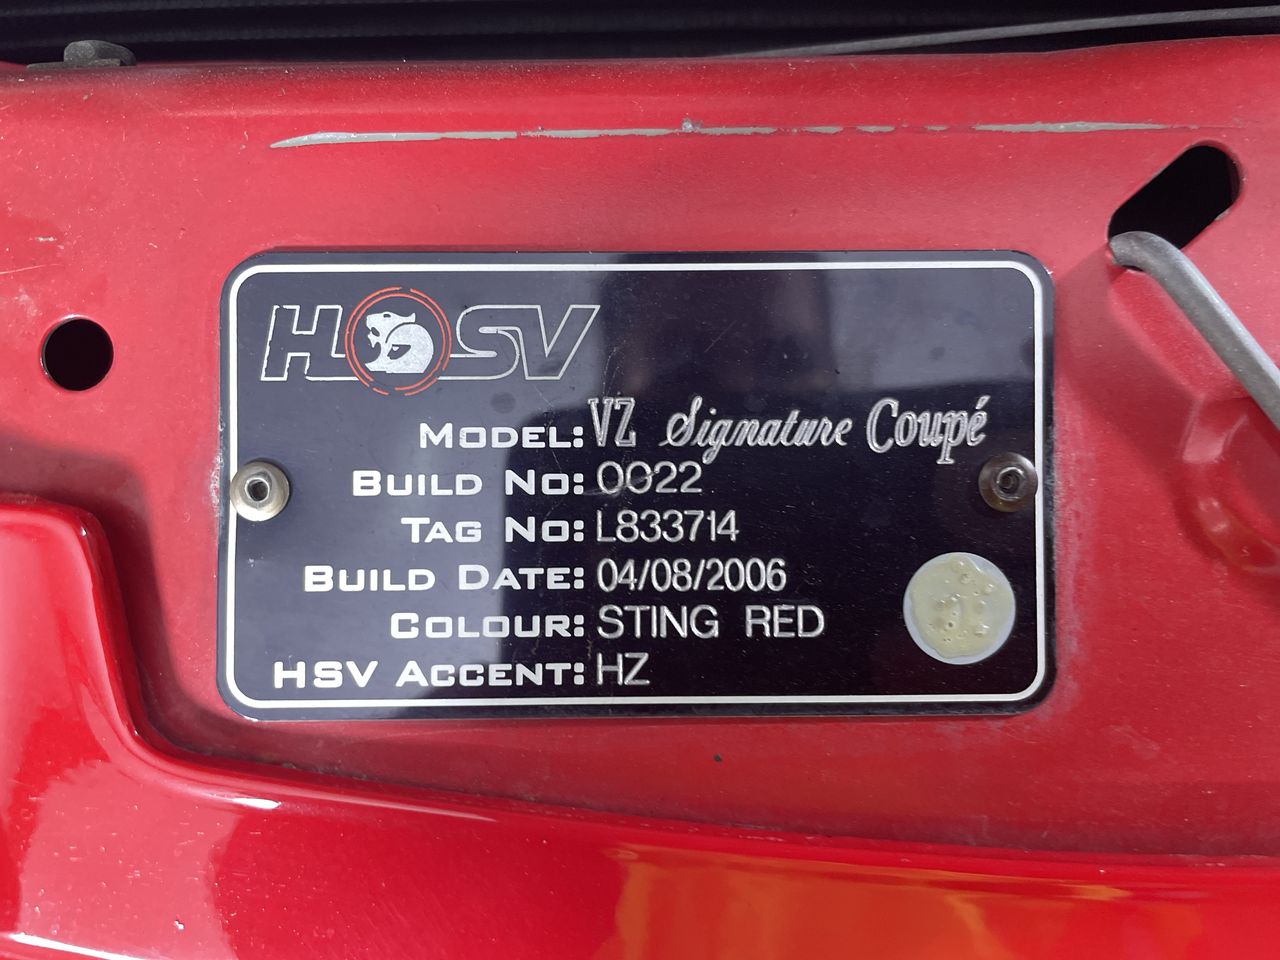 HSV
MODEL: VZ Signature Coupé
BUILD NO: 0022
TAG NO: L833714
BUILD DATE: 04/08/2006
COLOUR: STING RED
HSV ACCENT: HZ